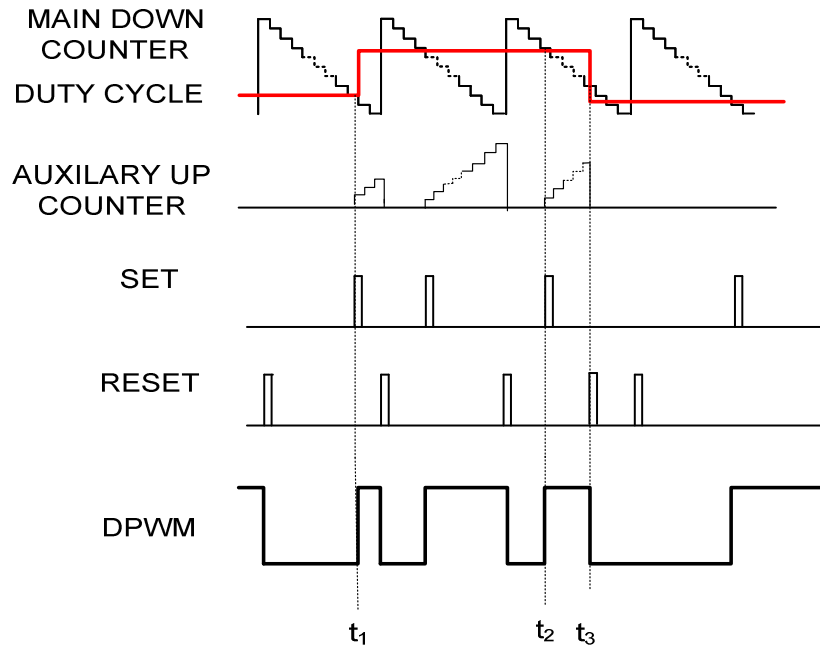 MAIN DOWN
COUNTER
DUTY CYCLE
AUXILARY UP
COUNTER
SET
RESET
DPWM
t1 t2 t3